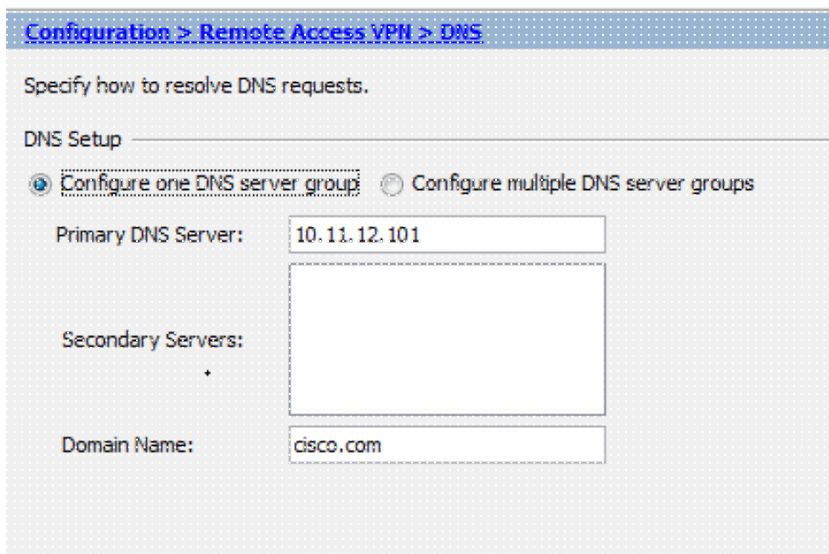 Configuration > Remote Access VPN > DNS
Specify how to resolve DNS requests.
DNS Setup
Configure one DNS server group Configure multiple DNS server groups
Primary DNS Server: 10.11.12.101
Secondary Servers:
Domain Name: cisco.com